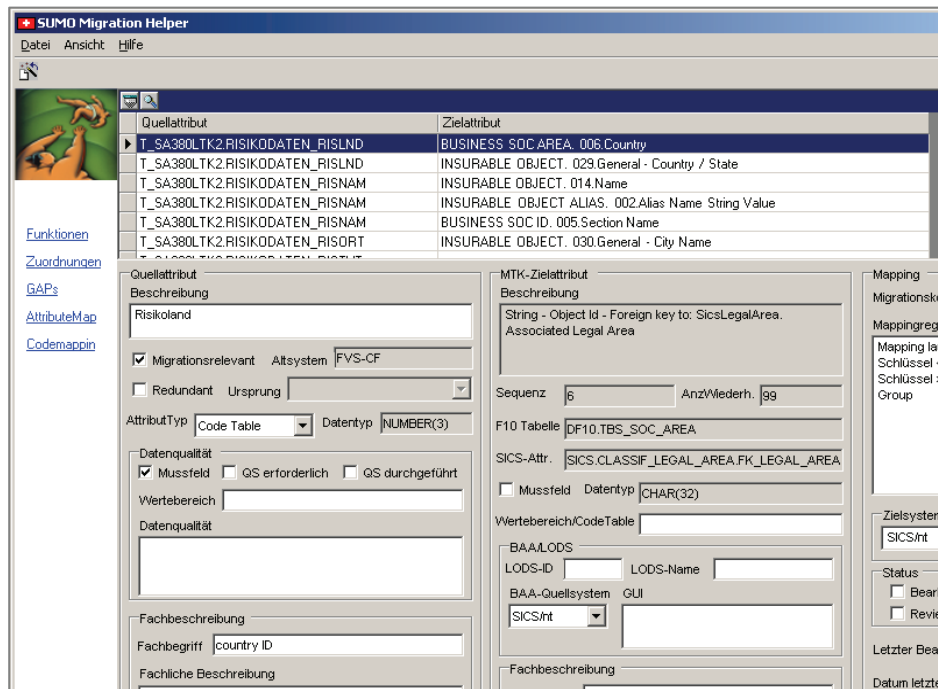 SUMO Migration Helper
Datei Ansicht Hilfe
Quellattribut Zielattribut
T_SA380LTK2.RISIKODATEN_RISLND BUSINESS SOC AREA. 006.Country
T_SA380LTK2.RISIKODATEN_RISLND INSURABLE OBJECT. 029.General - Country / State
T_SA380LTK2.RISIKODATEN_RISNAM INSURABLE OBJECT. 014.Name
T_SA380LTK2.RISIKODATEN_RISNAM INSURABLE OBJECT ALIAS. 002.Alias Name String Value
T_SA380LTK2.RISIKODATEN_RISNAM BUSINESS SOC ID. 005.Section Name
T_SA380LTK2.RISIKODATEN_RISORT INSURABLE OBJECT. 030.General - City Name
Funktionen
Zuordnungen
GAPs
AttributeMap
Codemappin
Quellattribut
Beschreibung
Risikoland
Migrationsrelevant Altsystem FVS-CF
Redundant Ursprung
AttributTyp Code Table Datentyp NUMBER(3)
Datenqualität
Mussfeld QS erforderlich QS durchgeführt
Wertebereich
Datenqualität
Fachbeschreibung
Fachbegriff country ID
Fachliche Beschreibung
MTK-Zielattribut
Beschreibung
String - Object Id - Foreign key to: SicsLegalArea.
Associated Legal Area
Sequenz 6 AnzWiederh. 99
F10 Tabelle DF10.TBS_SOC_AREA
SICS-Attr. SICS.CLASSIF_LEGAL_AREA.FK_LEGAL_AREA
Mussfeld Datentyp CHAR(32)
Wertebereich/CodeTable
BAA/LODS
LODS-ID LODS-Name
BAA-Quellsystem GUI
SICS/nt
Fachbeschreibung
Mapping
Migrationsk
Mappingreg
Mapping la
Schlüssel
Schlüssel
Group
Zielsyster
SICS/nt
Status
Bear
Revie
Letzter Bea
Datum letzte